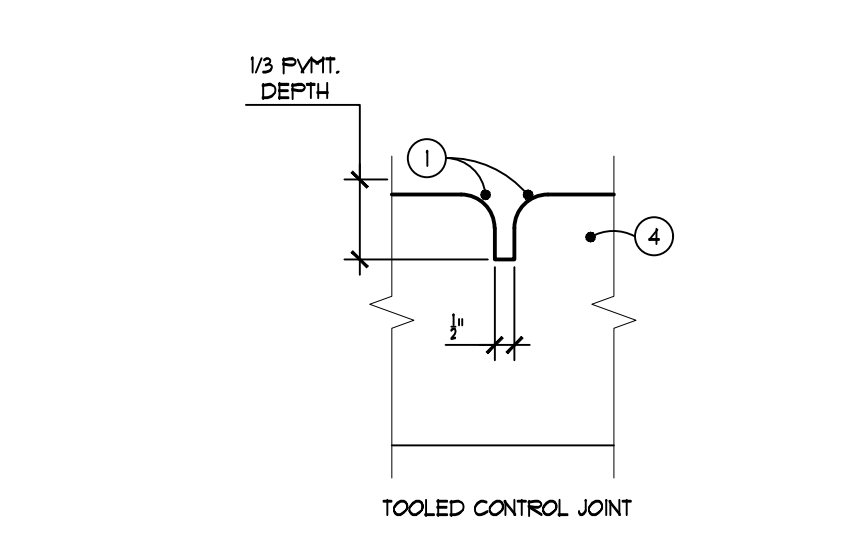 1/3 PVMT.
DEPTH
1
4
1/2"
TOOLED CONTROL JOINT